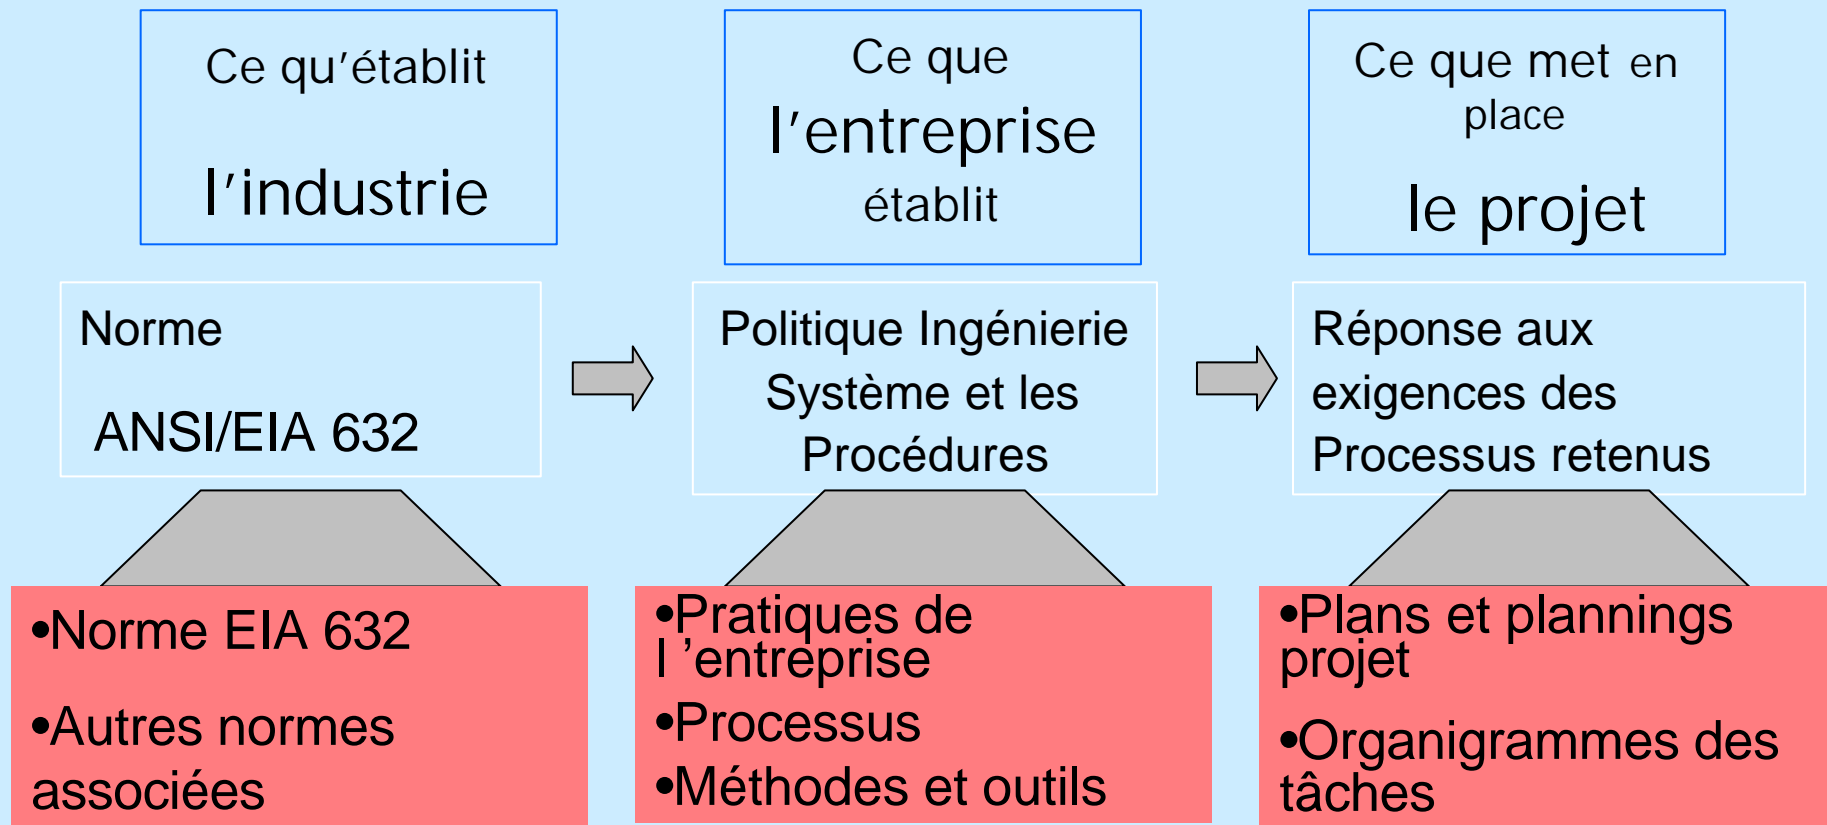 Ce qu'établit
l'industrie
Ce que
l'entreprise
établit
Ce que met en
place
le projet
Norme
ANSI/EIA 632
Politique Ingénierie
Système et les
Procédures
Réponse aux
exigences des
Processus retenus
•Norme EIA 632
•Autres normes
associées
•Pratiques de
l ’entreprise
•Processus
•Méthodes et outils
•Plans et plannings
projet
•Organigrammes des
tâches